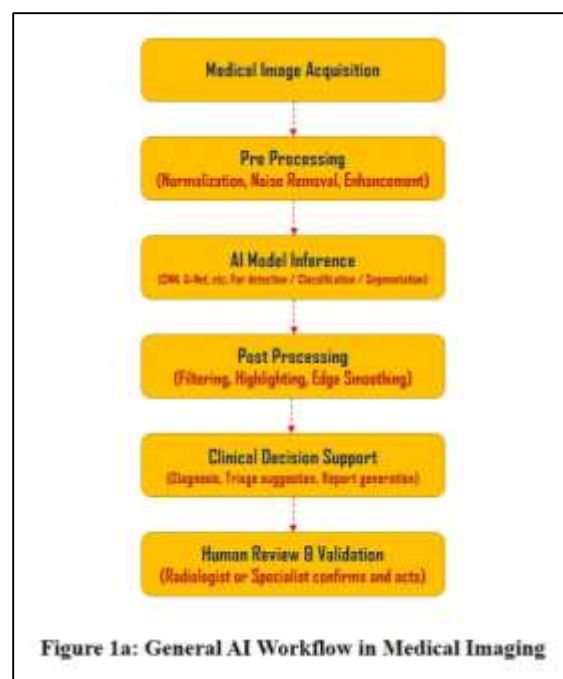 Medical Image Acquisition
Pre Processing
(Normalization, Noise Removal, Enhancement)
AI Model Inference
(CNN, U-Net, etc. For detection / Classification / Segmentation)
Post Processing
(Filtering, Highlighting, Edge Smoothing)
Clinical Decision Support
(Diagnosis, Triage suggestion, Report generation)
Human Review & Validation
(Radiologist or Specialist confirms and acts)
Figure 1a: General AI Workflow in Medical Imaging